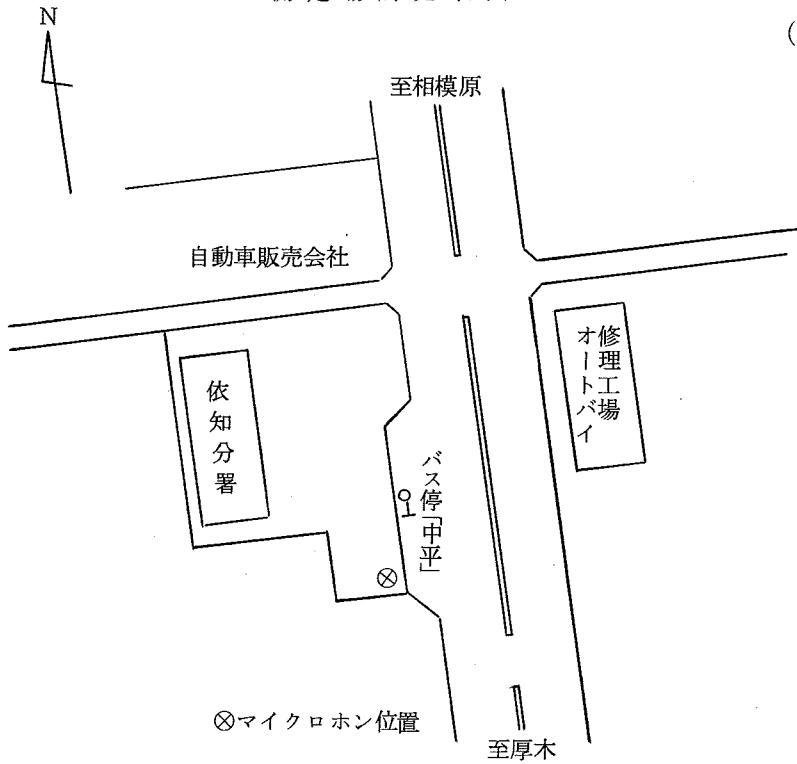 N
(
至相模原
自動車販売会社
修理工場
オートバイ
依知分署
バス停「中平」
⊗マイクロホン位置
至厚木